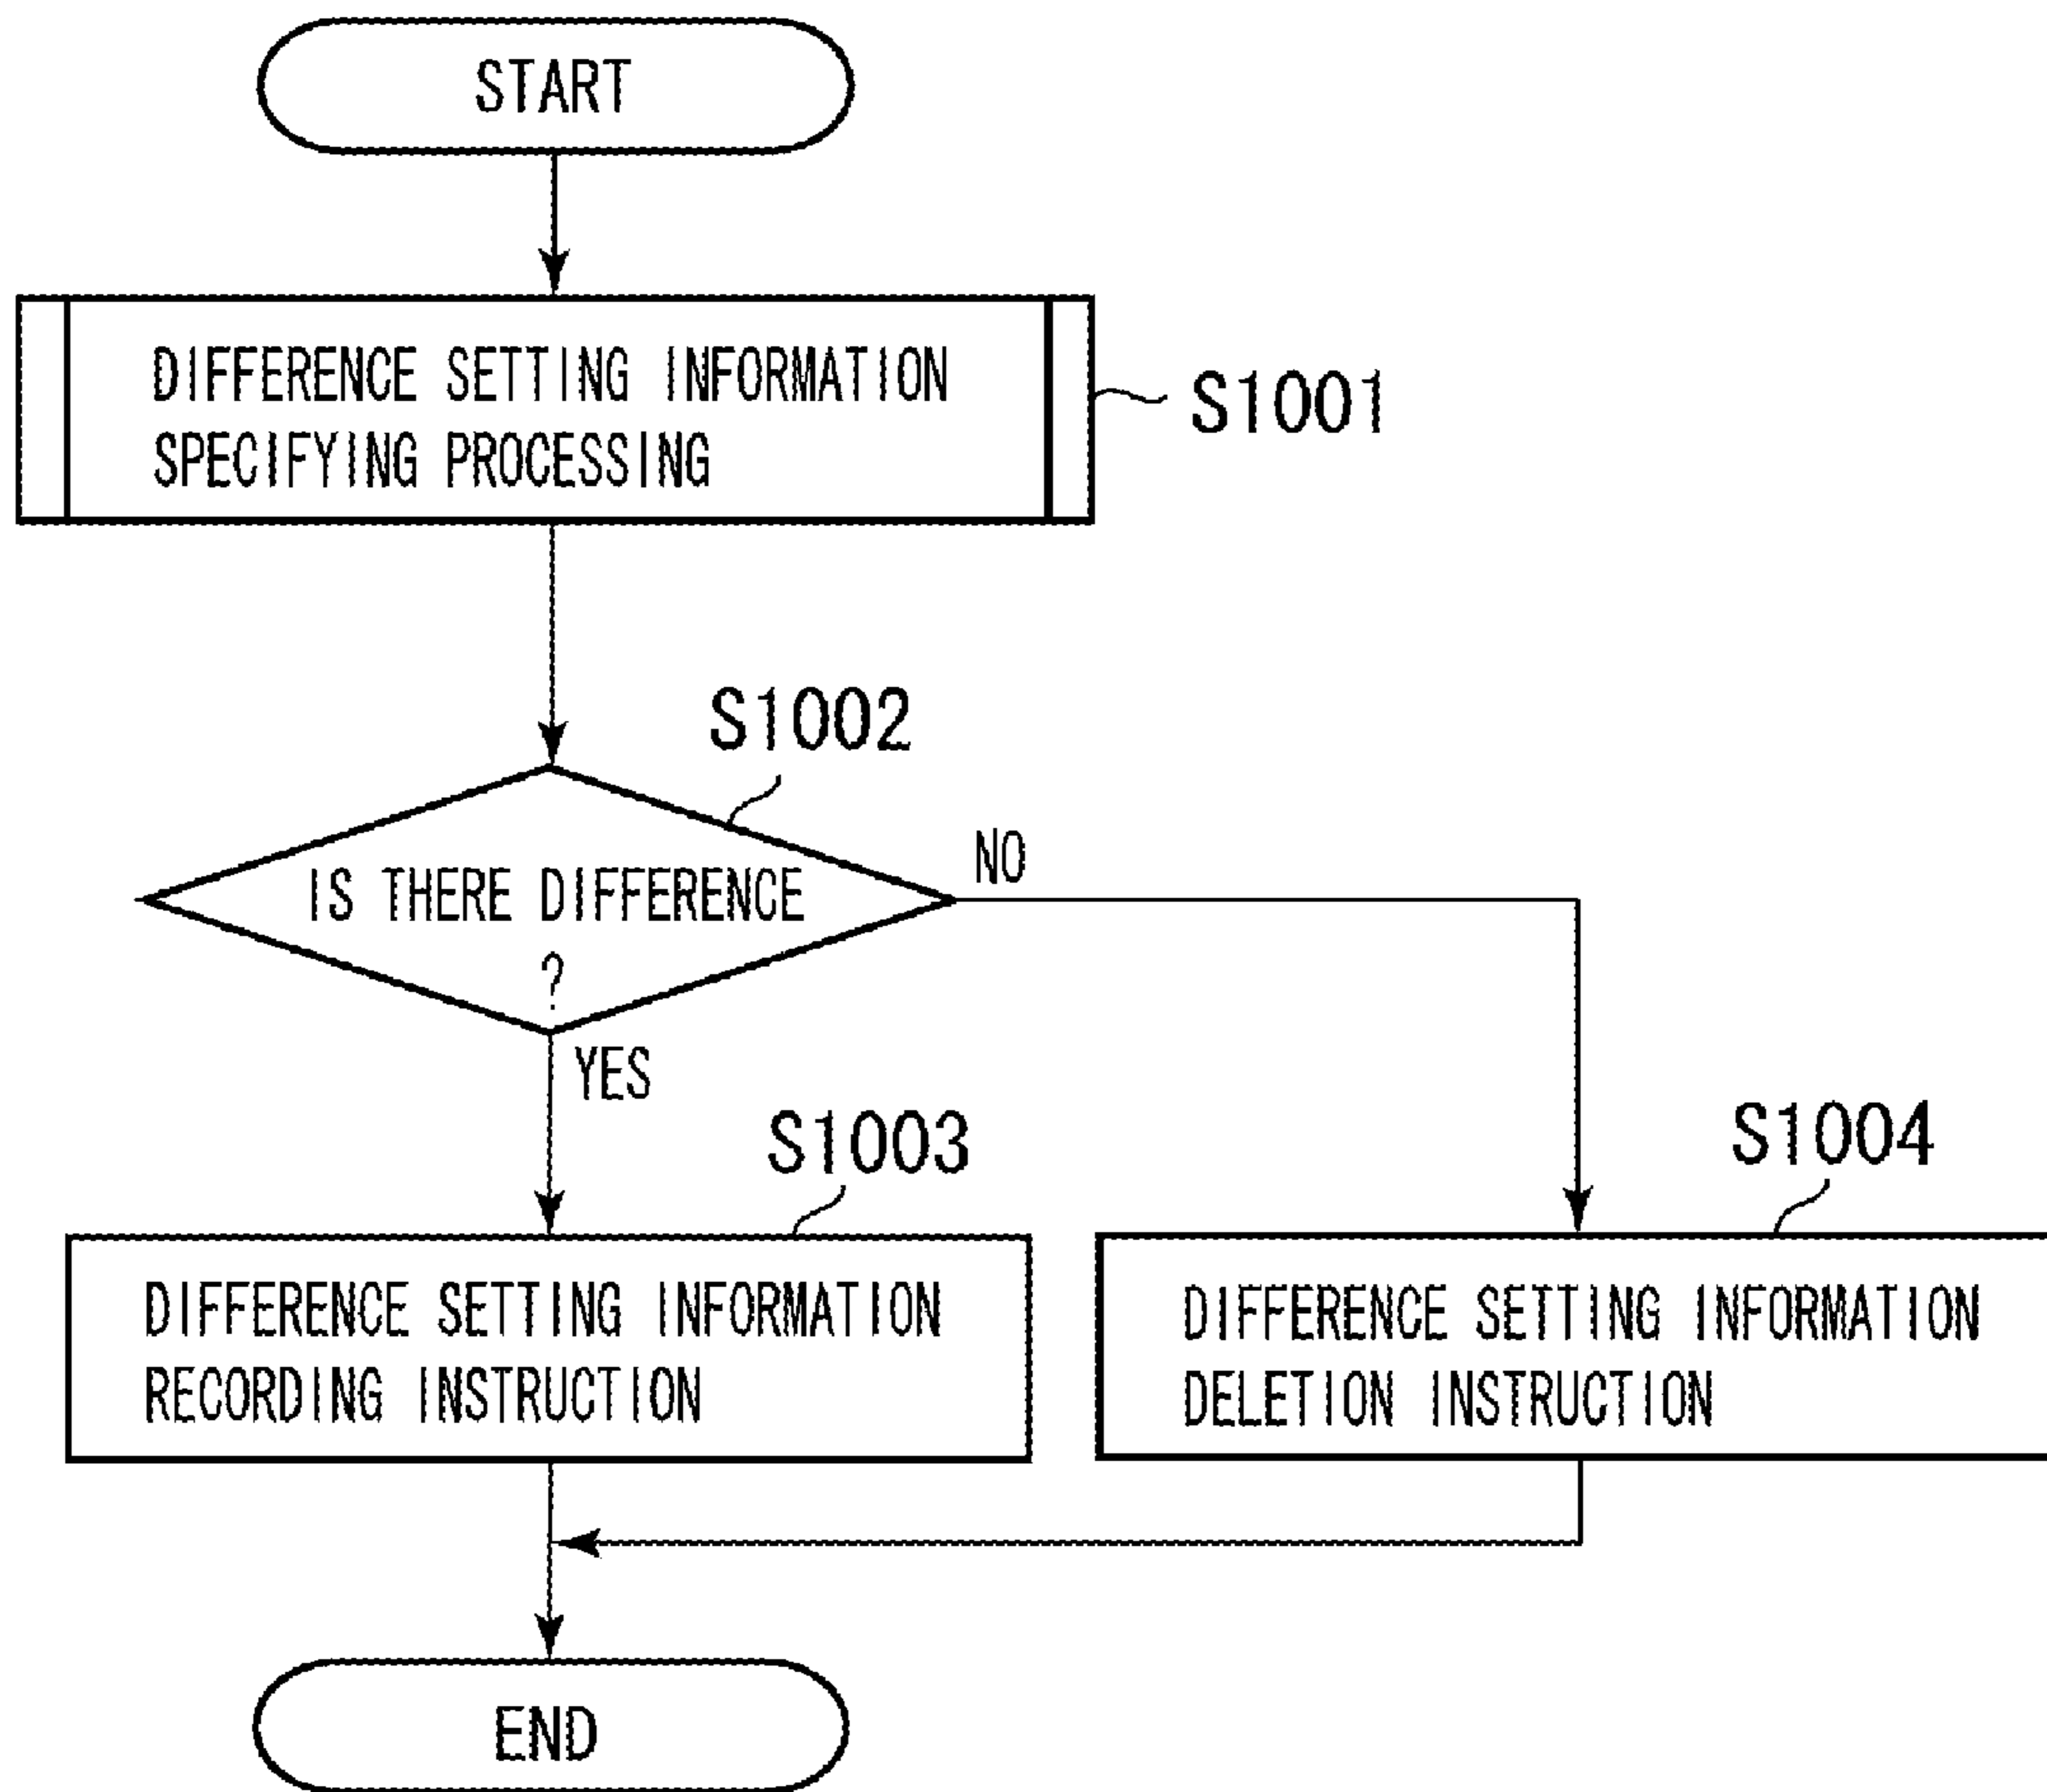 START
DIFFERENCE SETTING INFORMATION
SPECIFYING PROCESSING
S1001
S1002
IS THERE DIFFERENCE
?
NO
YES
S1003
DIFFERENCE SETTING INFORMATION
RECORDING INSTRUCTION
S1004
DIFFERENCE SETTING INFORMATION
DELETION INSTRUCTION
END